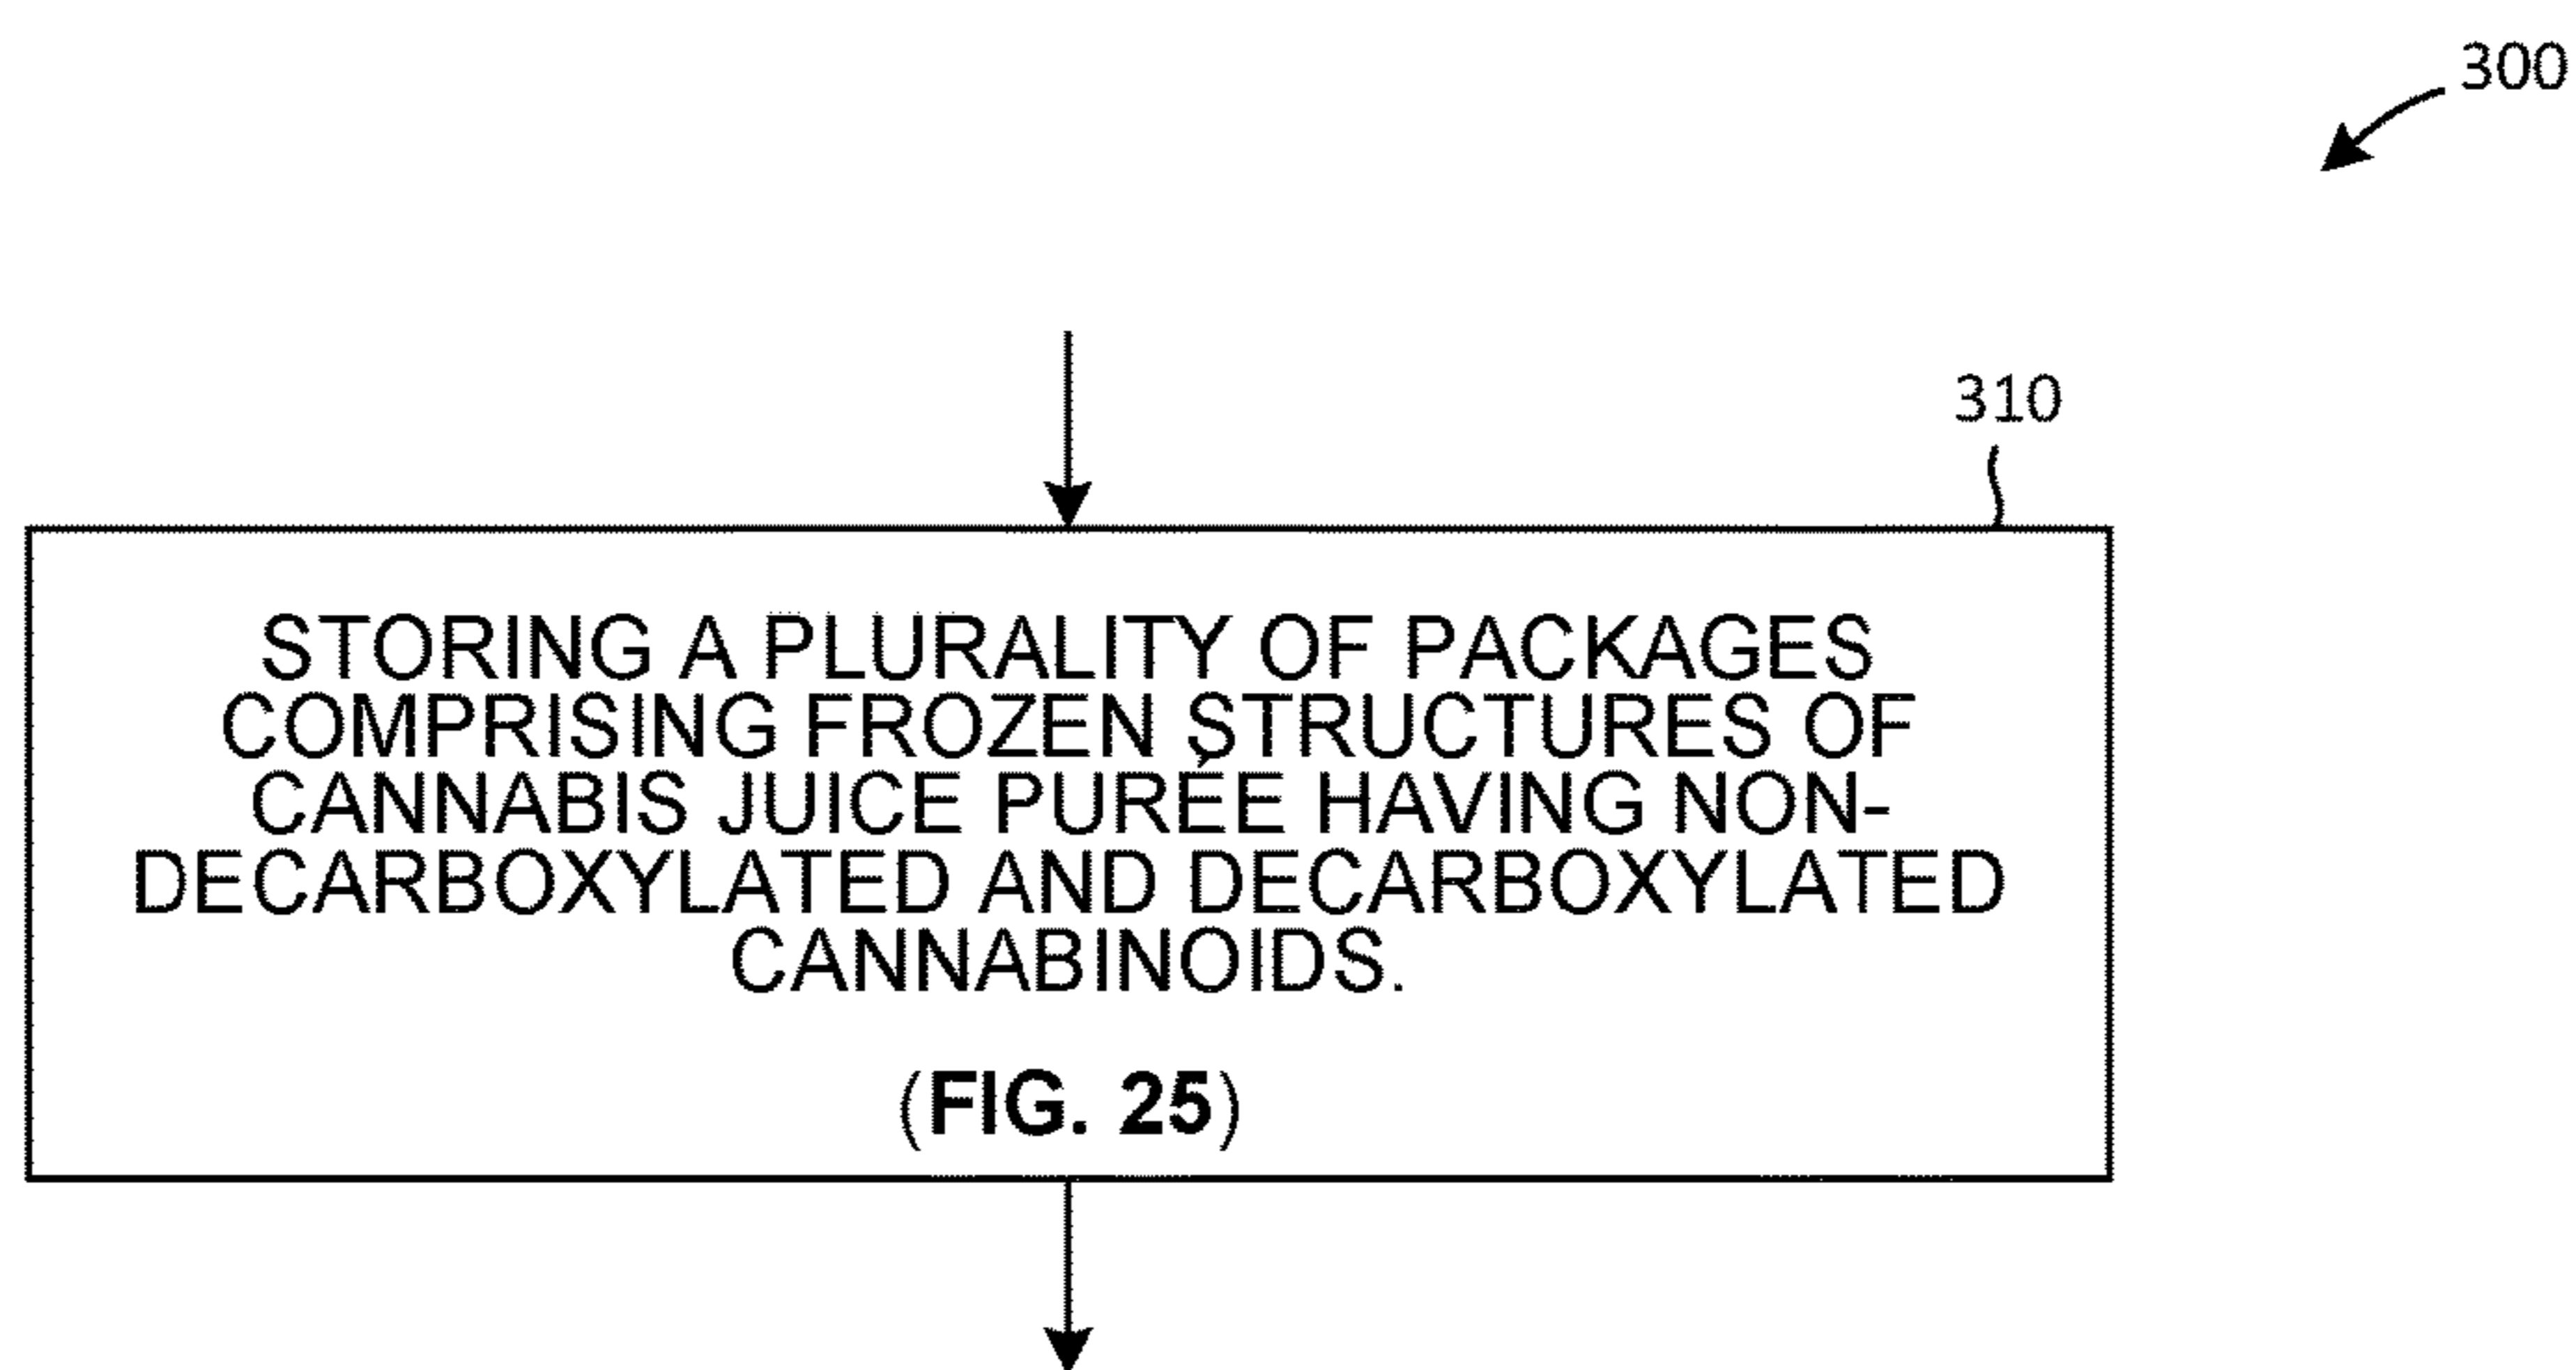 300
310
STORING A PLURALITY OF PACKAGES
COMPRISING FROZEN STRUCTURES OF
CANNABIS JUICE PURÉE HAVING NON-
DECARBOXYLATED AND DECARBOXYLATED
CANNABINOIDS.
(FIG. 25)